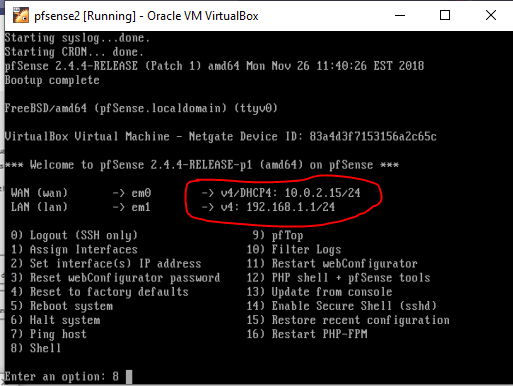 pfsense2 [Running] - Oracle VM VirtualBox
Starting syslog...done.
Starting CRON... done.
pfSense 2.4.4-RELEASE (Patch 1) amd64 Mon Nov 26 11:40:26 EST 2018
Bootup complete
FreeBSD/amd64 (pfSense.localdomain) (ttyv0)
VirtualBox Virtual Machine - Netgate Device ID: 83a4d3f7153156a2c65c
*** Welcome to pfSense 2.4.4-RELEASE-p1 (amd64) on pfSense ***
WAN (wan) -> em0 -> v4/DHCP4: 10.0.2.15/24
LAN (lan) -> em1 -> v4: 192.168.1.1/24
0) Logout (SSH only) 9) pfTop
1) Assign Interfaces 10) Filter Logs
2) Set interface(s) IP address 11) Restart webConfigurator
3) Reset webConfigurator password 12) PHP shell + pfSense tools
4) Reset to factory defaults 13) Update from console
5) Reboot system 14) Enable Secure Shell (sshd)
6) Halt system 15) Restore recent configuration
7) Ping host 16) Restart PHP-FPM
8) Shell
Enter an option: 8